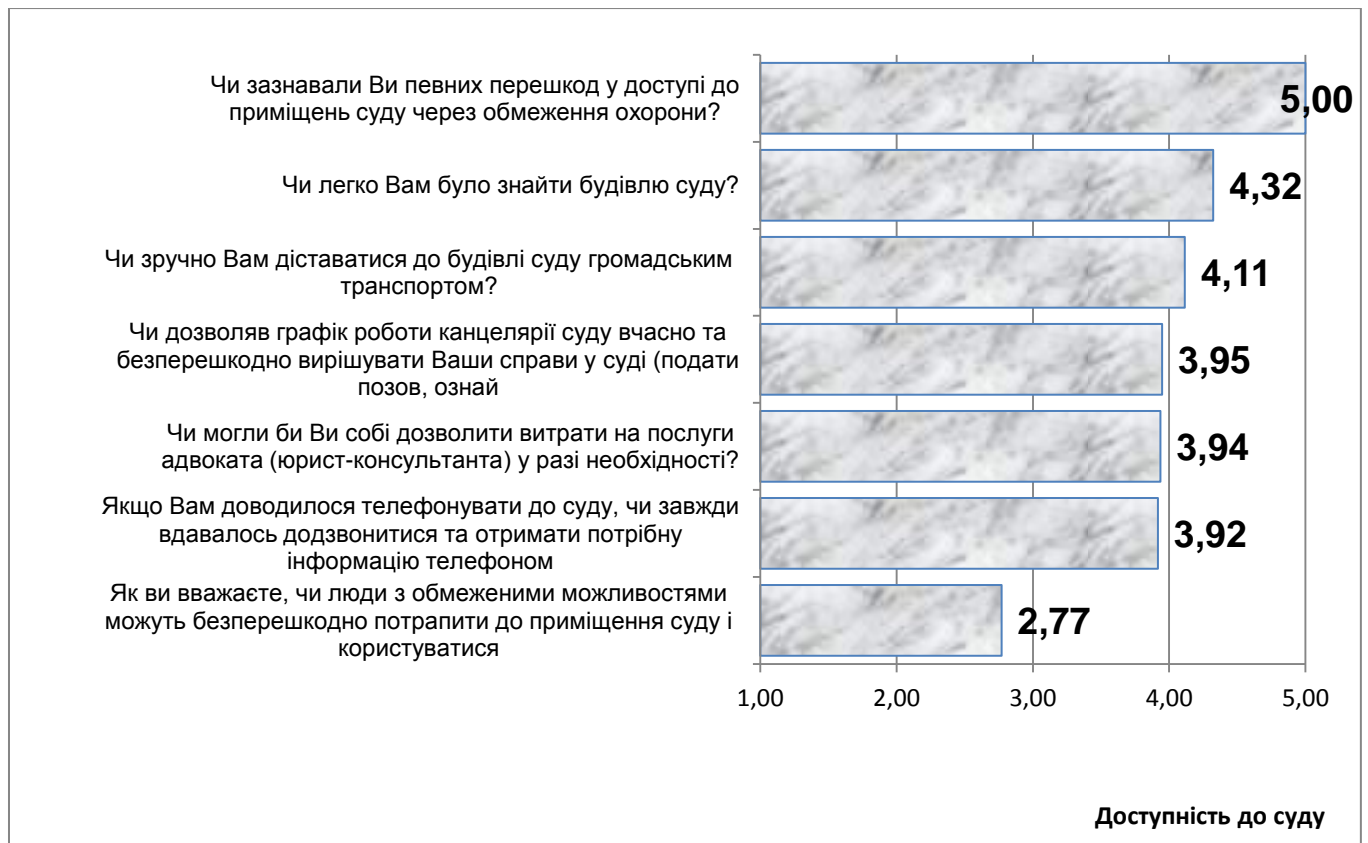 Чи зазнавали Ви певних перешкод у доступі до
приміщень суду через обмеження охорони?
5,00
Чи легко Вам було знайти будівлю суду?
4,32
Чи зручно Вам діставатися до будівлі суду громадським
транспортом?
4,11
Чи дозволяв графік роботи канцелярії суду вчасно та
безперешкодно вирішувати Ваши справи у суді (подати
позов, ознай
3,95
Чи могли би Ви собі дозволити витрати на послуги
адвоката (юрист-консультанта) у разі необхідності?
3,94
Якщо Вам доводилося телефонувати до суду, чи завжди
вдавалось додзвонитися та отримати потрібну
інформацію телефоном
3,92
Як ви вважаєте, чи люди з обмеженими можливостями
можуть безперешкодно потрапити до приміщення суду і
користуватися
2,77
1,00 2,00 3,00 4,00 5,00
Доступність до суду